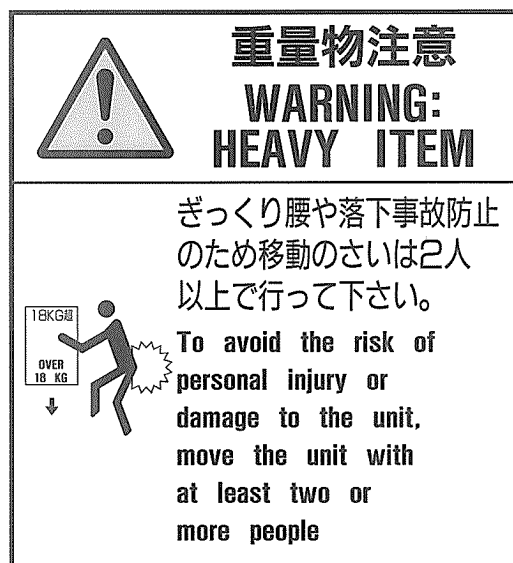 重量物注意
WARNING:
HEAVY ITEM
ぎっくり腰や落下事故防止
のため移動のさいは2人
以上で行って下さい。
18KG超
OVER
18 KG
To avoid the risk of
personal injury or
damage to the unit,
move the unit with
at least two or
more people